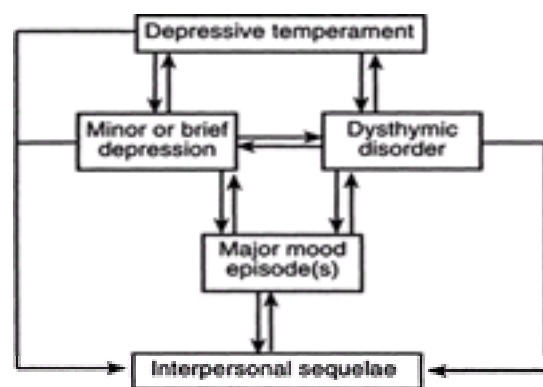 Depressive temperament
Minor or brief
depression
Dysthymic
disorder
Major mood
episode(s)
Interpersonal sequelae